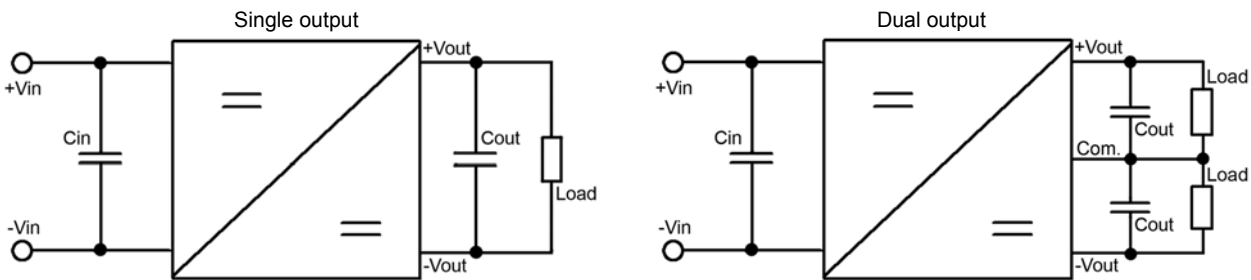 Single output
+Vout
+Vin
Cin
Cout
Load
-Vin
-Vout
Dual output
+Vout
Load
+Vin
Cout
Cin
Com.
Load
-Vin
Cout
-Vout